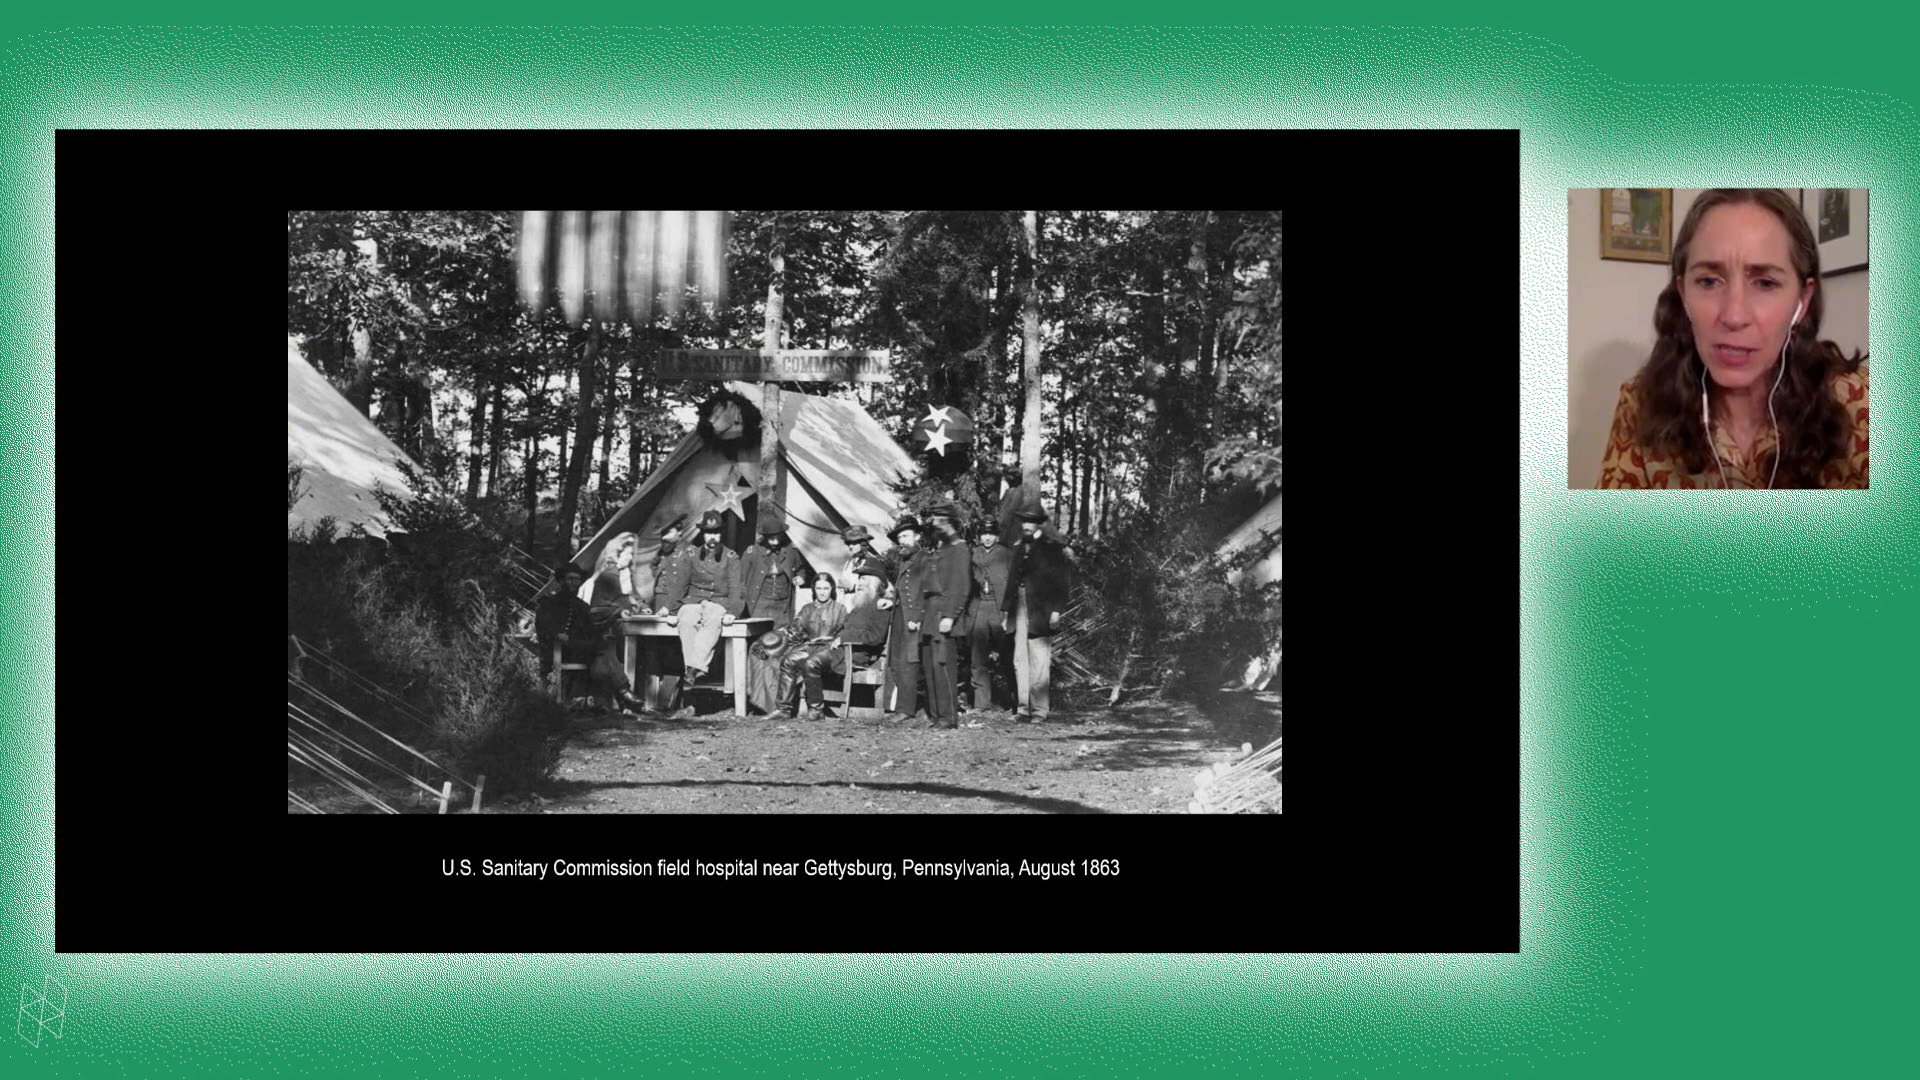 U.S. SANITARY COMMISSION.
U.S. Sanitary Commission field hospital near Gettysburg, Pennsylvania, August 1863